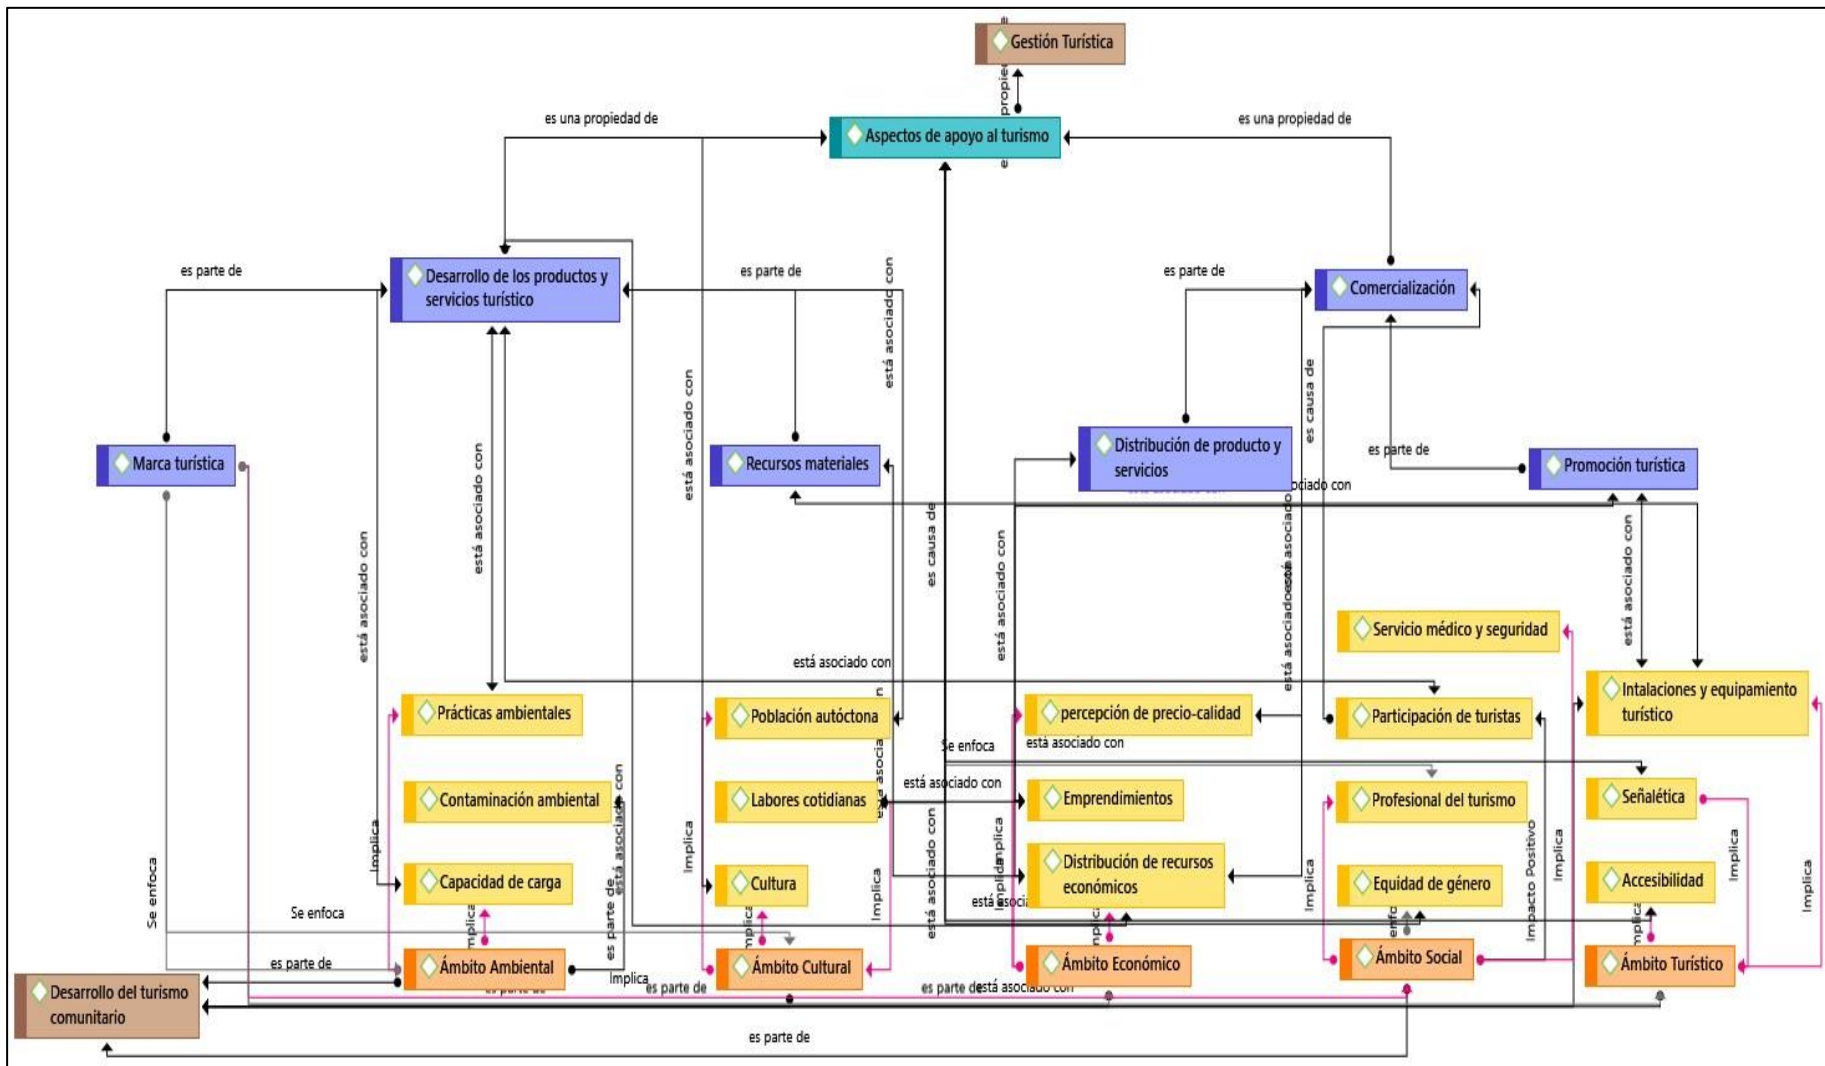 Gestión Turística
es una propiedad de
Aspectos de apoyo al turismo
es una propiedad de
es parte de
Desarrollo de los productos y
servicios turístico
es parte de
está asociado con
es parte de
Comercialización
es causa de
está asociado con
está asociado con
Marca turística
Recursos materiales
Distribución de producto y
servicios
es parte de
Promoción turística
está asociado con
es causa de
está asociado con
está asociado con
Servicio médico y seguridad
está asociado con
Prácticas ambientales
Población autóctona
percepción de precio-calidad
Participación de turistas
Intalaciones y equipamiento
turístico
Se enfoca
está asociado con
está asociado con
Contaminación ambiental
Labores cotidianas
Emprendimientos
Profesional del turismo
Señalética
está asociado con
Implica
Implica
Implica
Impacto Positivo
Implica
Implica
Implica
Capacidad de carga
Cultura
Distribución de recursos
económicos
Equidad de género
Accesibilidad
Se enfoca
Se enfoca
es parte de
está asociado con
es parte de
Ámbito Ambiental
Implica
Ámbito Cultural
Ámbito Económico
Ámbito Social
Ámbito Turístico
Desarrollo del turismo
comunitario
es parte de
es parte de
es parte de
está asociado con
es parte de